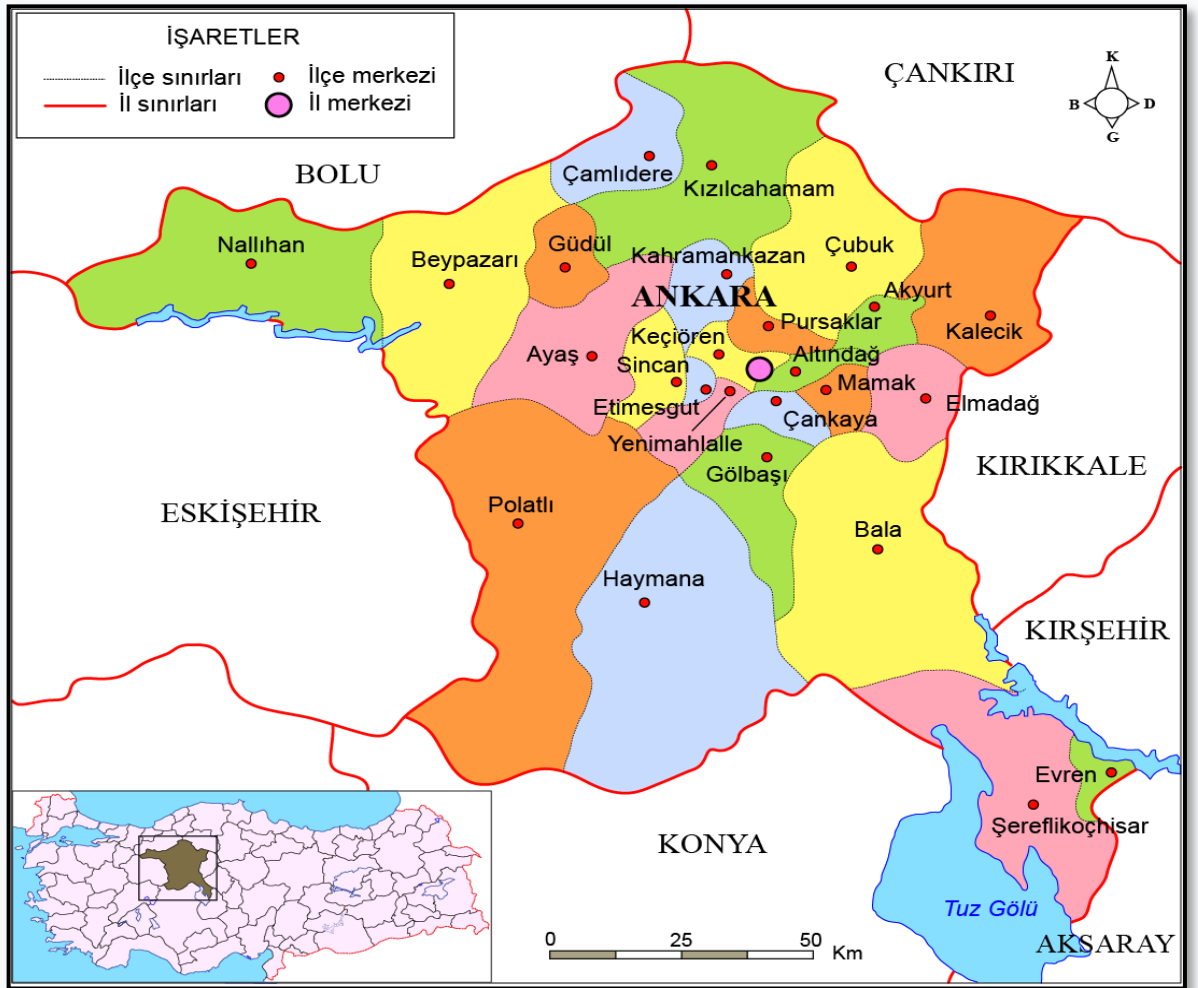 İŞARETLER
İlçe sınırları
İlçe merkezi
İl sınırları
İl merkezi
ÇANKIRI
K
B
D
G
BOLU
Çamlıdere
Kızılcahamam
Nallıhan
Beypazarı
Güdül
Kahramankazan
Çubuk
ANKARA
Akyurt
Pursaklar
Kalecik
Keçiören
Ayaş
Sincan
Altındağ
Mamak
Elmadağ
Etimesgut
Çankaya
Yenimahlalle
Gölbaşı
KIRIKKALE
ESKİŞEHİR
Polatlı
Bala
Haymana
KIRŞEHİR
Evren
Şereflikoçhisar
KONYA
Tuz Gölü
AKSARAY
0 25 50 Km